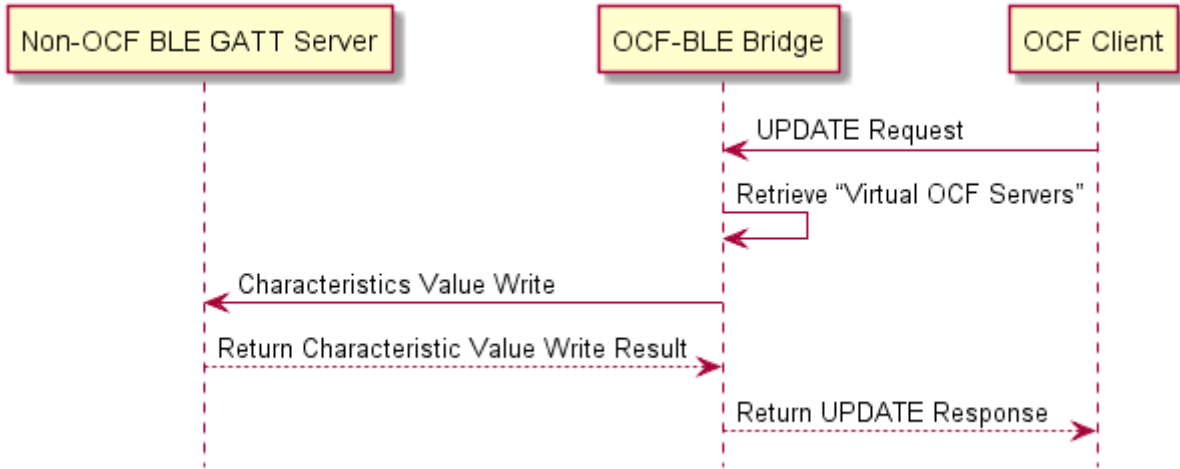 Non-OCF BLE GATT Server
OCF-BLE Bridge
OCF Client
UPDATE Request
Retrieve “Virtual OCF Servers”
Characteristics Value Write
Return Characteristic Value Write Result
Return UPDATE Response